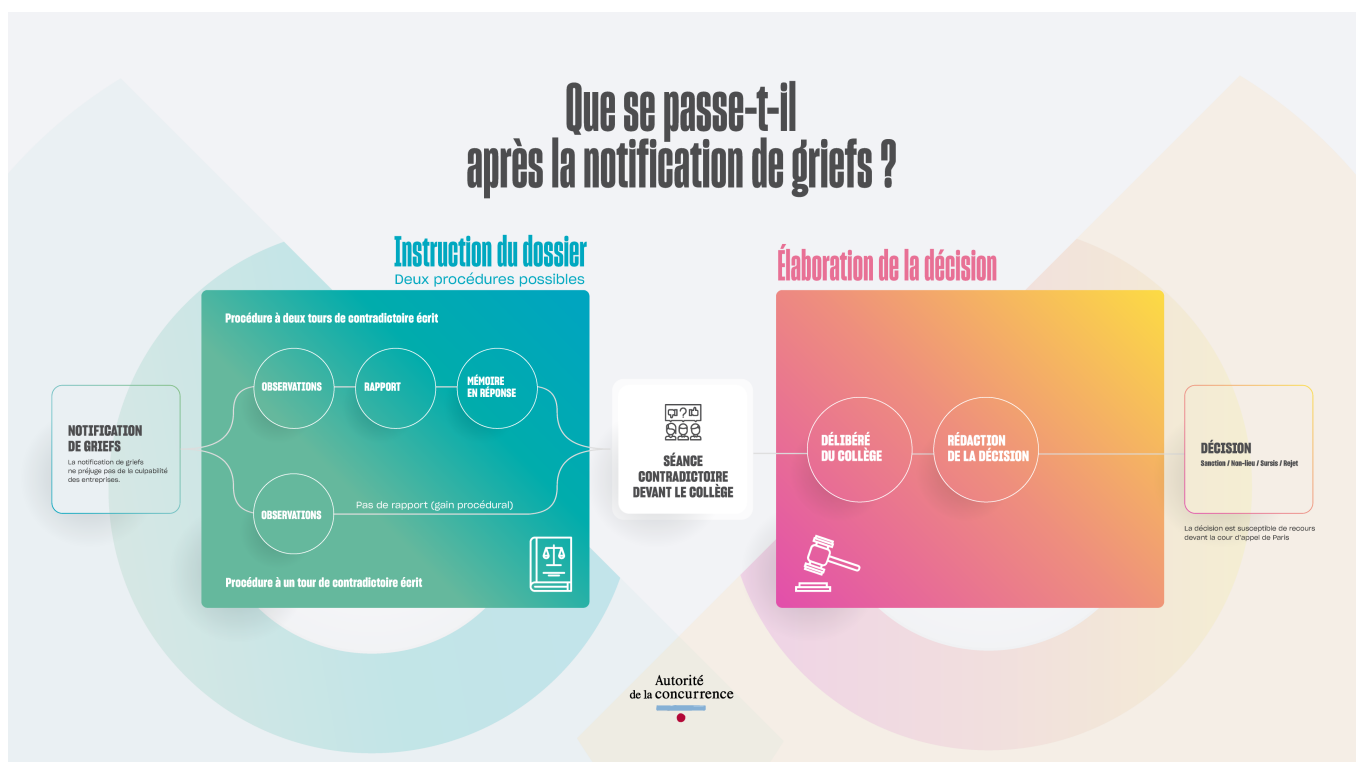 Que se passe-t-il
après la notification de griefs ?
Instruction du dossier
Deux procédures possibles
Procédure à deux tours de contradictoire écrit
OBSERVATIONS
RAPPORT
MÉMOIRE
EN RÉPONSE
NOTIFICATION
DE GRIEFS
La notification de griefs
ne préjuge pas de la culpabilité
des entreprises.
OBSERVATIONS
Pas de rapport (gain procédural)
Procédure à un tour de contradictoire écrit
?
SÉANCE
CONTRADICTOIRE
DEVANT LE COLLÈGE
Élaboration de la décision
DÉLIBÉRÉ
DU COLLÈGE
RÉDACTION
DE LA DÉCISION
DÉCISION
Sanction / Non-lieu / Sursis / Rejet
La décision est susceptible de recours
devant la cour d'appel de Paris
Autorité
de la concurrence